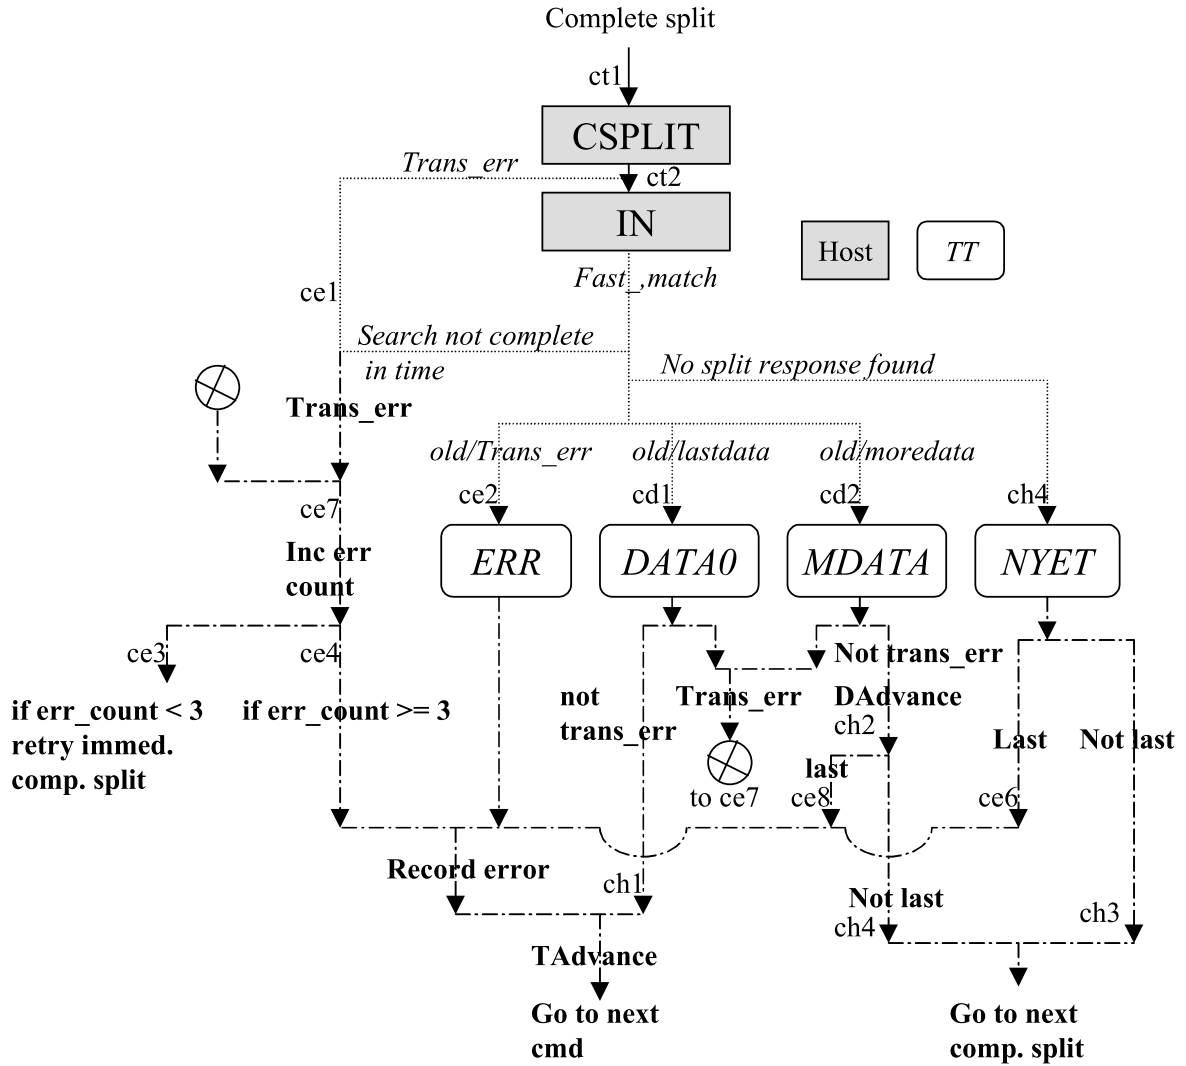 Complete split
ct1
CSPLIT
Trans_err
ct2
IN
Host
TT
Fast_,match
ce1
Search not complete
in time
No split response found
Trans_err
old/Trans_err
old/lastdata
old/moredata
ce2
cd1
cd2
ch4
ce7
ERR
DATA0
MDATA
NYET
Inc err
count
ce3
ce4
Not trans_err
if err_count < 3
retry immed.
comp. split
if err_count >= 3
not
trans_err
Trans_err
DAdvance
ch2
Last
Not last
last
to ce7
ce8
ce6
Record error
ch1
Not last
ch4
ch3
TAdvance
Go to next
cmd
Go to next
comp. split